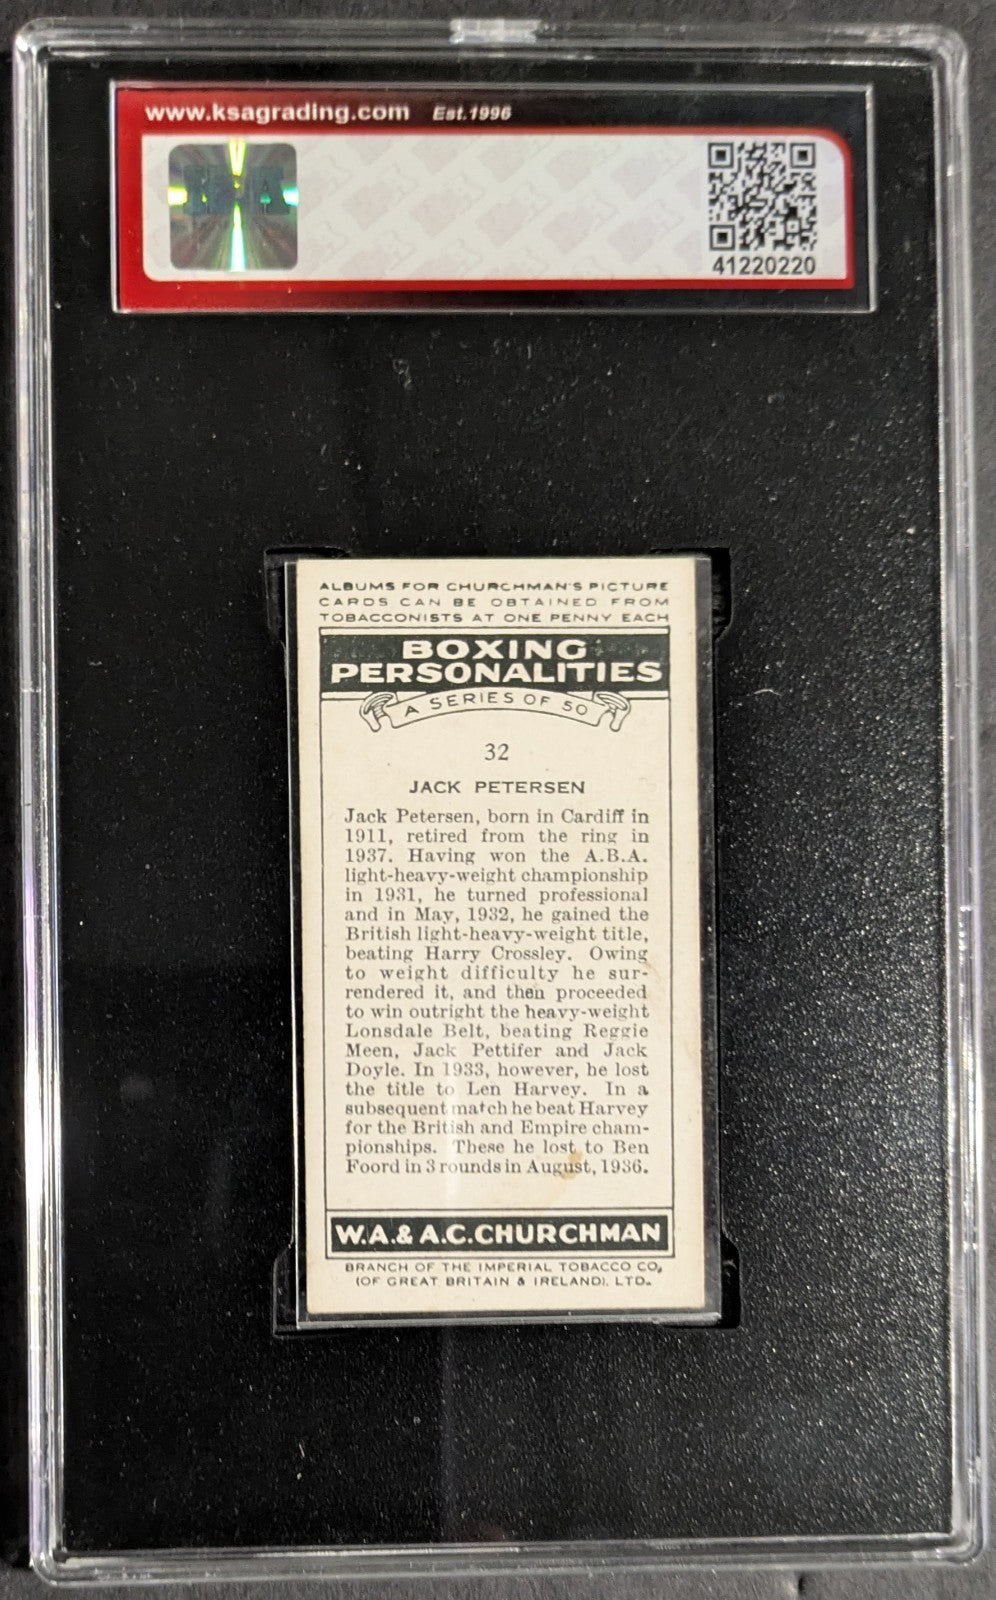 www.ksagrading.com Est.1996
KSA
41220220
ALBUMS FOR CHURCHMAN'S PICTURE
CARDS CAN BE OBTAINED FROM
TOBACCONISTS AT ONE PENNY EACH
BOXING
PERSONALITIES
A SERIES OF 50
32
JACK PETERSEN
Jack Petersen, born in Cardiff in
1911, retired from the ring in
1937. Having won the A.B.A.
light-heavy-weight championship
in 1931, he turned professional
and in May, 1932, he gained the
British light-heavy-weight title,
beating Harry Crossley. Owing
to weight difficulty he sur-
rendered it, and then proceeded
to win outright the heavy-weight
Lonsdale Belt, beating Reggie
Meen, Jack Pettifer and Jack
Doyle. In 1933, however, he lost
the title to Len Harvey. In a
subsequent match he beat Harvey
for the British and Empire cham-
pionships. These he lost to Ben
Foord in 3 rounds in August, 1936.
W.A.& A.C.CHURCHMAN
BRANCH OF THE IMPERIAL TOBACCO CO.,
(OF GREAT BRITAIN & IRELAND), LTD.